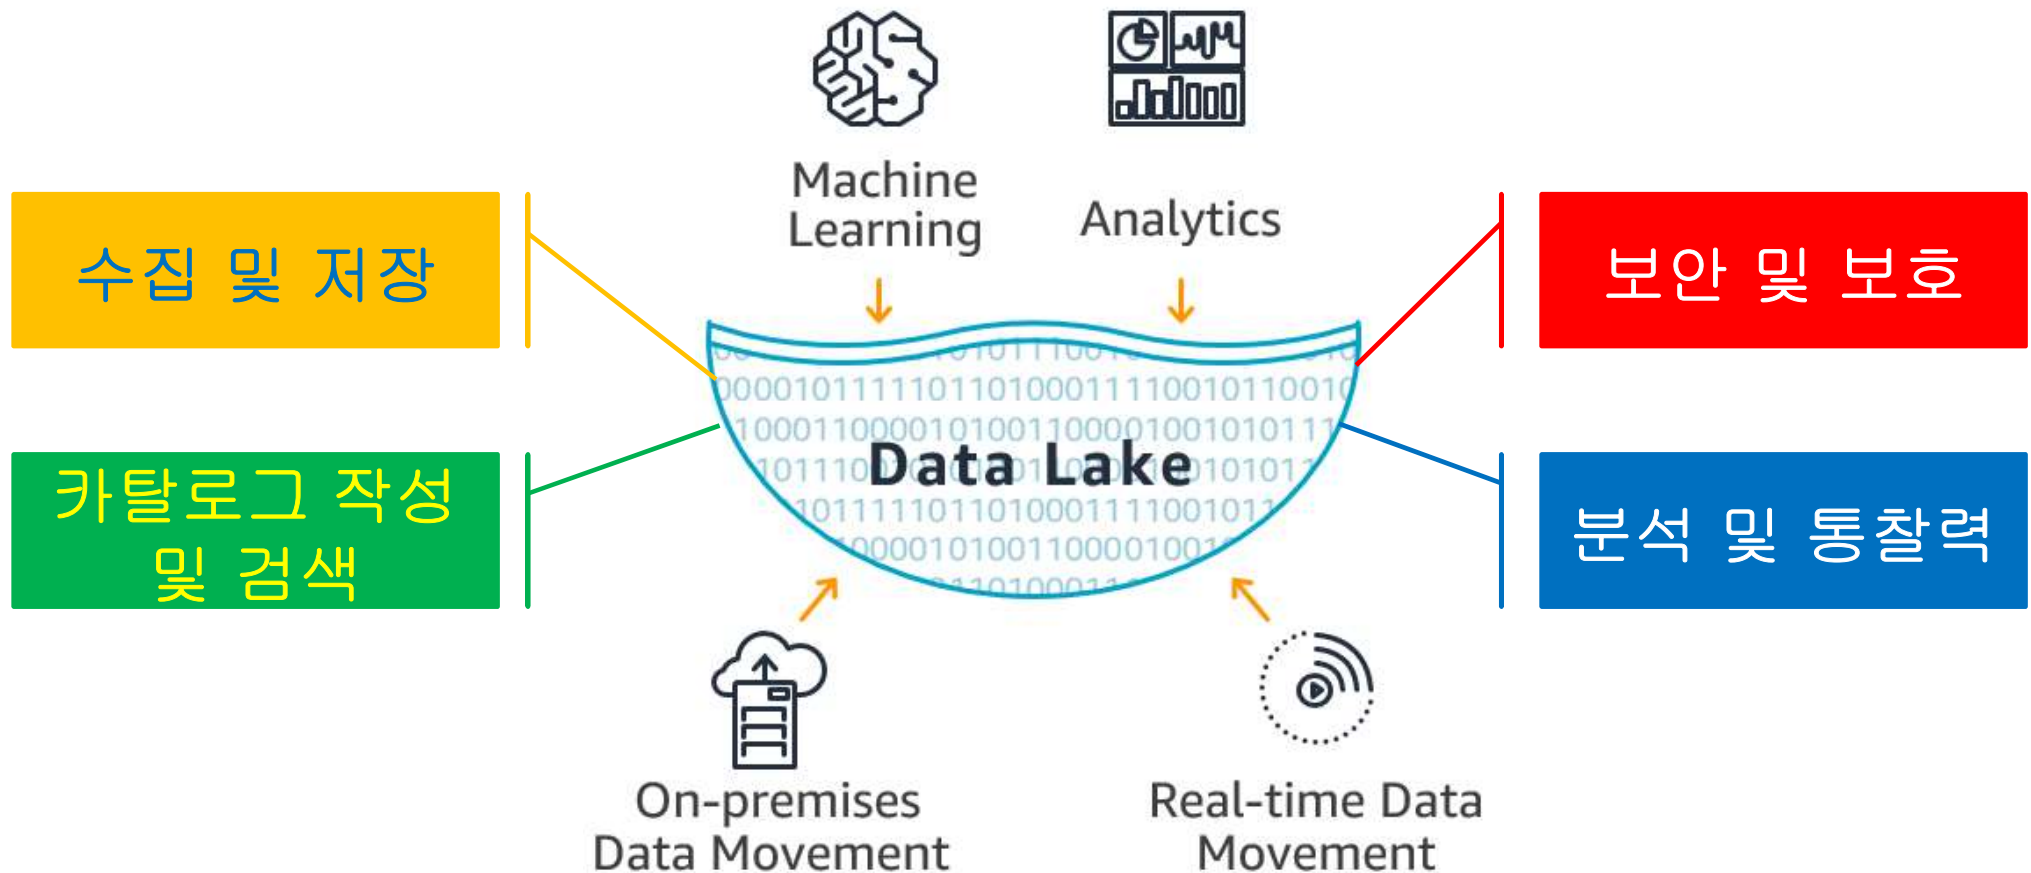 Machine
Learning
Analytics
수집 및 저장
보안 및 보호
카탈로그 작성
및 검색
Data Lake
분석 및 통찰력
On-premises
Data Movement
Real-time Data
Movement